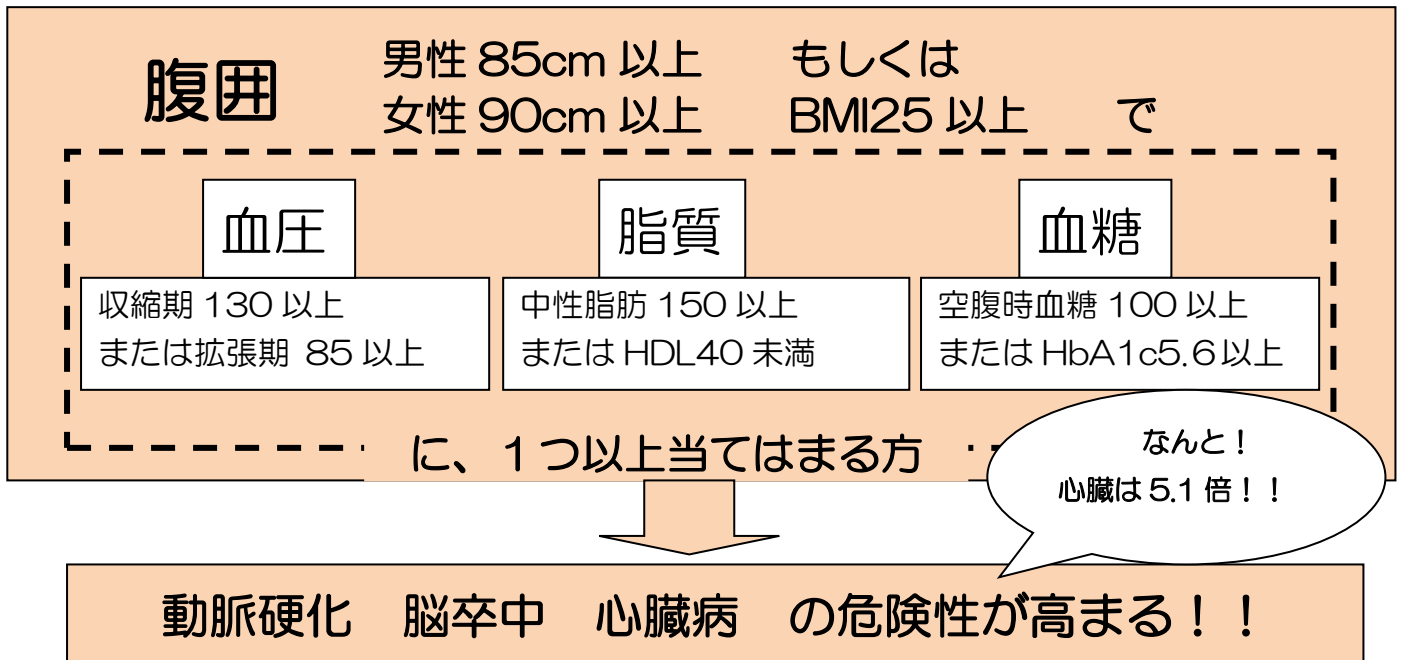 腹囲
男性 85cm 以上 もしくは
女性 90cm 以上 BMI25 以上 で
血圧
収縮期 130 以上
または拡張期 85 以上
脂質
中性脂肪 150 以上
または HDL40 未満
血糖
空腹時血糖 100 以上
または HbA1c5.6以上
に、1つ以上当てはまる方
なんと！
心臓は 5.1 倍！！
動脈硬化 脳卒中 心臓病 の危険性が高まる！！